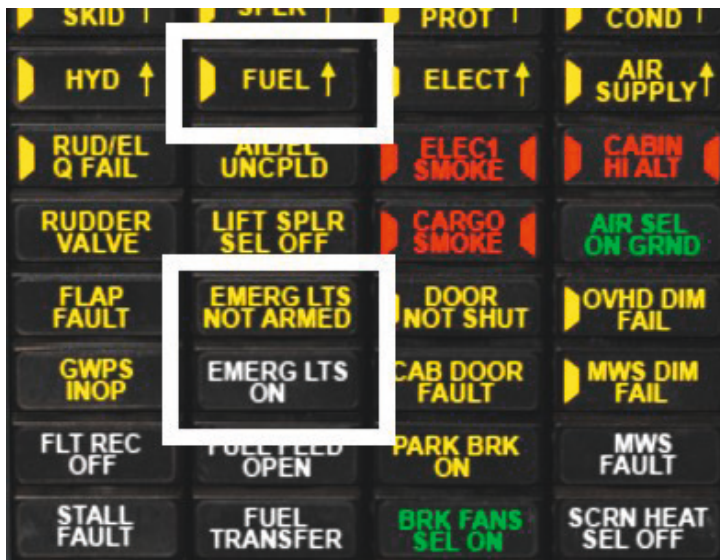 SKID ↑ SPLR ↑ PROT ↑ COND ↑
HYD ↑ FUEL ↑ ELECT ↑ AIR
SUPPLY ↑
RUD/EL AIL/EL ELEC1 CABIN
Q FAIL UNCPLD SMOKE HI ALT
RUDDER LIFT SPLR CARGO AIR SEL
VALVE SEL OFF SMOKE ON GRND
FLAP EMERG LTS DOOR OVHD DIM
FAULT NOT ARMED NOT SHUT FAIL
GWPS EMERG LTS CAB DOOR MWS DIM
INOP ON FAULT FAIL
FLT REC FUEL FEED PARK BRK MWS
OFF OPEN ON FAULT
STALL FUEL BRK FANS SCRN HEAT
FAULT TRANSFER SEL ON SEL OFF